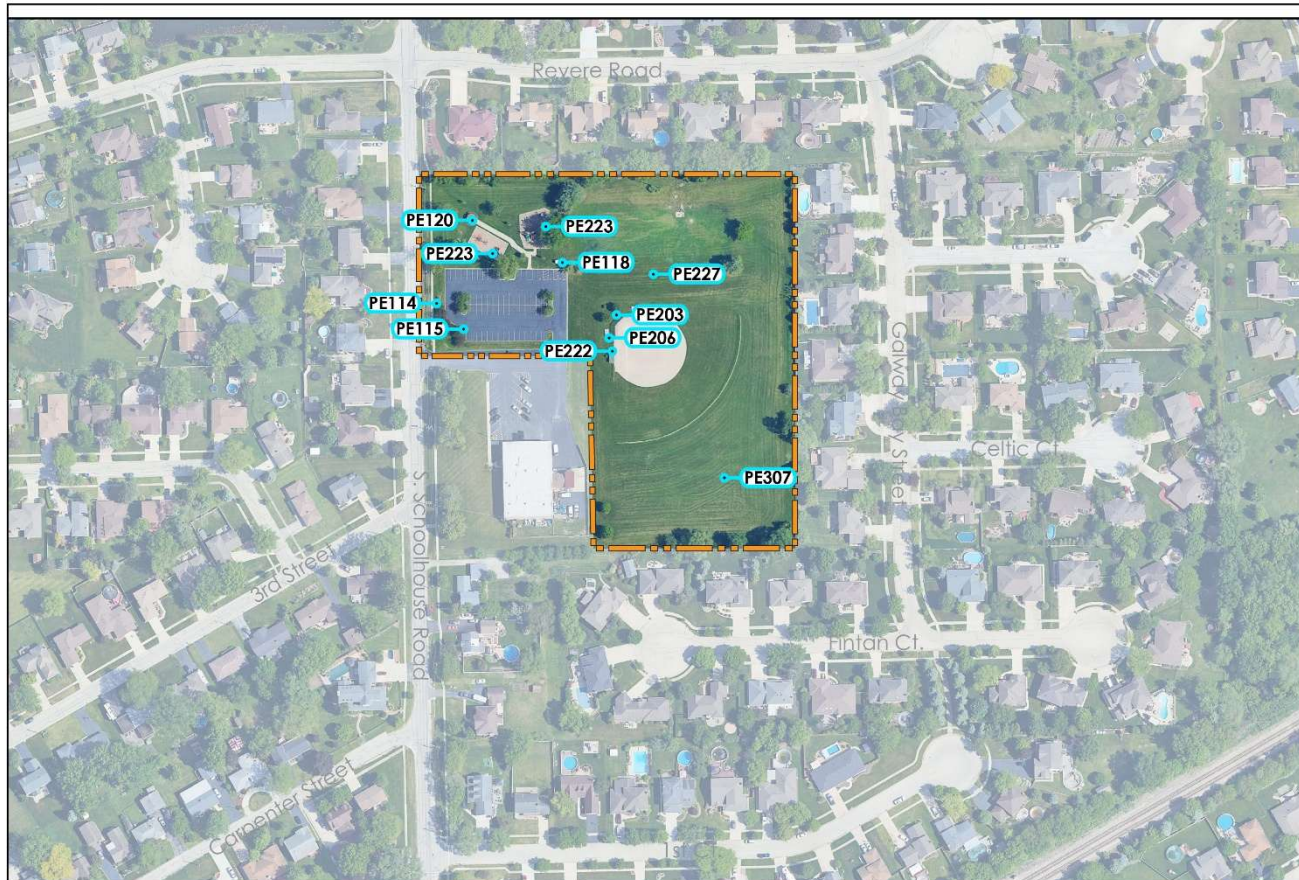 Revere Road
PE120
PE223
PE223
PE118
PE227
PE114
PE203
PE115
PE206
PE222
Galway
Street
Celtic Ct.
PE307
S. Schoolhouse Road
3rd Street
Fintan Ct.
Carpenter Street